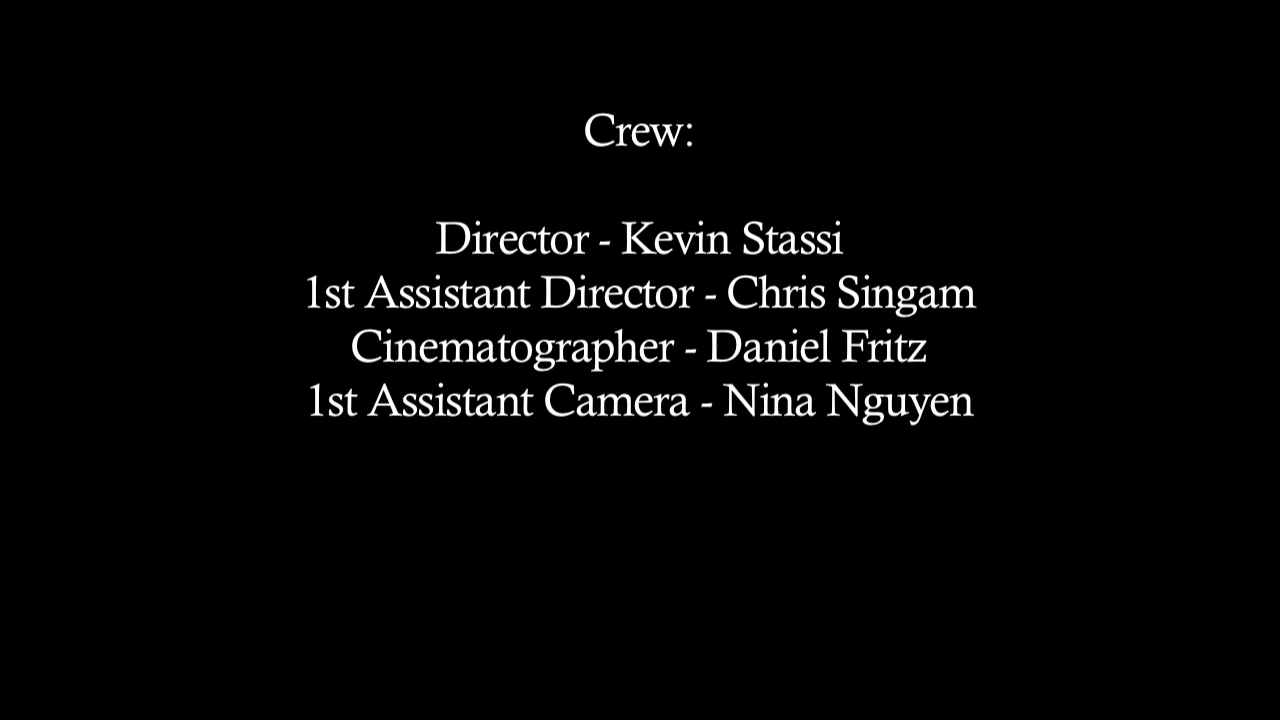 Crew:
Director - Kevin Stassi
1st Assistant Director - Chris Singam
Cinematographer - Daniel Fritz
1st Assistant Camera - Nina Nguyen